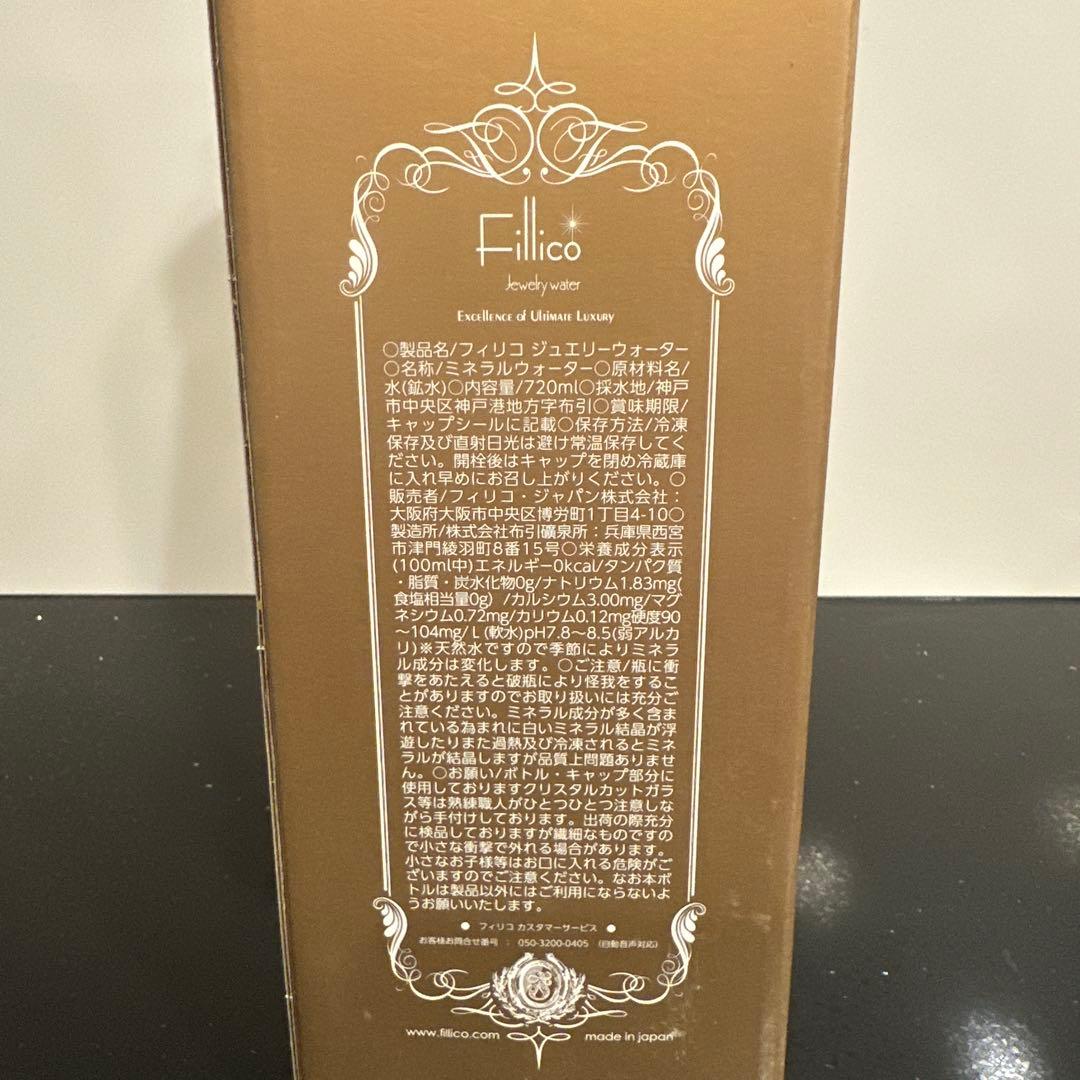 Fillico
Jewelry water
Excellence of Ultimate Luxury
○製品名/フィリコ ジュエリーウォーター
○名称/ミネラルウォーター○原材料名/
水(鉱水)○内容量/720ml○採水地/神戸
市中央区神戸港地方字布引○賞味期限/
キャップシールに記載○保存方法/冷凍
保存及び直射日光は避け常温保存してく
ださい。開栓後はキャップを閉め冷蔵庫
に入れ早めにお召し上がりください。○
販売者/フィリコ・ジャパン株式会社：
大阪府大阪市中央区博労町1丁目4-10○
製造所/株式会社布引礦泉所：兵庫県西宮
市津門綾羽町8番15号○栄養成分表示
(100ml中)エネルギー0kcal/タンパク質
・脂質・炭水化物0g/ナトリウム1.83mg(
食塩相当量0g) /カルシウム3.00mg/マグ
ネシウム0.72mg/カリウム0.12mg硬度90
～104mg/L (軟水)pH7.8～8.5(弱アルカ
リ)※天然水ですので季節によりミネラ
ル成分は変化します。○ご注意/瓶に衝
撃をあたえると破瓶により怪我をするこ
とがありますのでお取り扱いには充分ご
注意ください。ミネラル成分が多く含ま
れている為まれに白いミネラル結晶が浮
遊したりまた過熱及び冷凍されるとミネ
ラルが結晶しますが品質上問題ありませ
ん。○お願い/ボトル・キャップ部分に
使用しておりますクリスタルカットガラ
ス等は熟練職人がひとつひとつ注意しな
がら手付けしております。出荷の際充分
に検品しておりますが繊細なものですの
で小さな衝撃で外れる場合があります。
小さなお子様等はお口に入れる危険がご
ざいますのでご注意ください。なお本ボ
トルは製品以外にはご利用にならないよ
うお願いいたします。
● フィリコ カスタマーサービス ●
お客様お問合せ番号 ： 050-3200-0405 （自動音声対応）
www.fillico.com made in japan